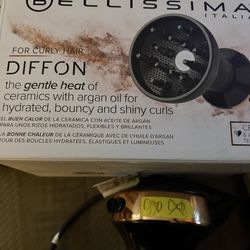 BELLISSIMA
ITALIA
FOR CURLY HAIR
DIFFON
the gentle heat of
ceramics with argan oil for
hydrated, bouncy and shiny curls
EL BUEN CALOR DE LA CERÁMICA CON ACEITE DE ARGÁN
PARA UNOS RIZOS HIDRATADOS, FLEXIBLES Y BRILLANTES
LA BONNE CHALEUR DE LA CÉRAMIQUE AVEC DE L'HUILE D'ARGAN
POUR DES BOUCLES HYDRATÉES, ÉLASTIQUES ET LUMINEUSES